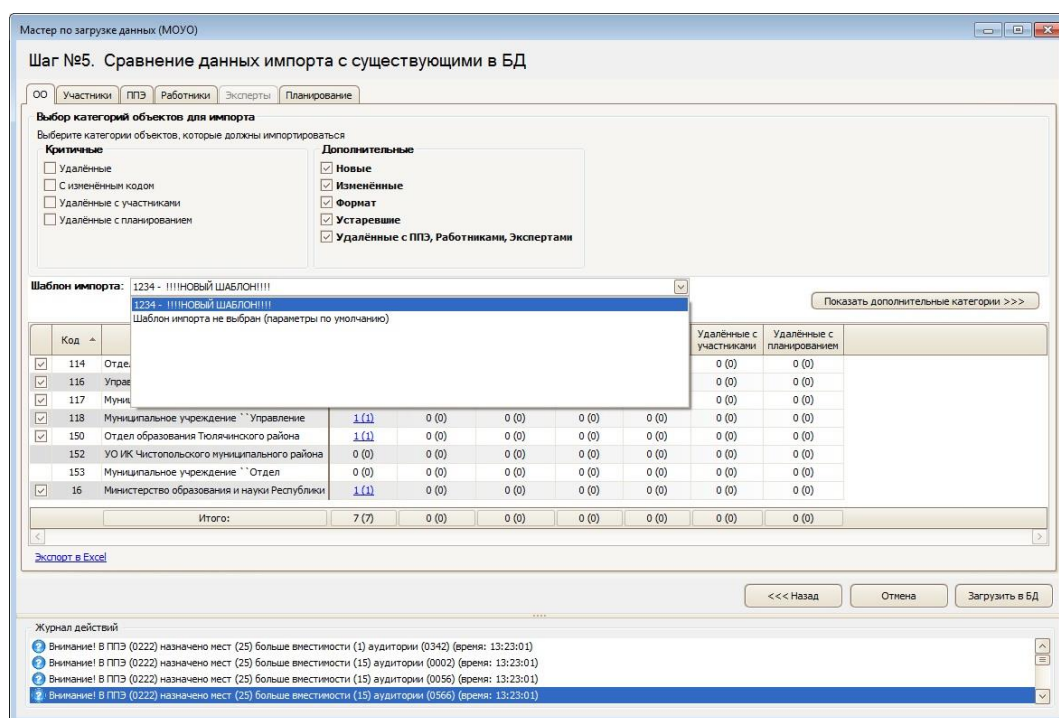 Мастер по загрузке данных (МОУО)
Шаг №5. Сравнение данных импорта с существующими в БД
ОО Участники ППЭ Работники Эксперты Планирование
Выбор категорий объектов для импорта
Выберите категории объектов, которые должны импортироваться
Критичные
Удалённые
С изменённым кодом
Удалённые с участниками
Удалённые с планированием
Дополнительные
Новые
Изменённые
Формат
Устаревшие
Удалённые с ППЭ, Работниками, Экспертами
Шаблон импорта: 1234 - !!!!НОВЫЙ ШАБЛОН!!!!
1234 - !!!!НОВЫЙ ШАБЛОН!!!!
Шаблон импорта не выбран (параметры по умолчанию)
Показать дополнительные категории >>>
Код Удалённые с участниками Удалённые с планированием
114 Отде 0 (0) 0 (0)
116 Управ 0 (0) 0 (0)
117 Муни 0 (0) 0 (0)
118 Муниципальное учреждение ``Управление 1 (1) 0 (0) 0 (0) 0 (0) 0 (0) 0 (0) 0 (0)
150 Отдел образования Тюлячинского района 1 (1) 0 (0) 0 (0) 0 (0) 0 (0) 0 (0) 0 (0)
152 УО ИК Чистопольского муниципального района 0 (0) 0 (0) 0 (0) 0 (0) 0 (0) 0 (0) 0 (0)
153 Муниципальное учреждение ``Отдел 0 (0) 0 (0) 0 (0) 0 (0) 0 (0) 0 (0) 0 (0)
16 Министерство образования и науки Республики 1 (1) 0 (0) 0 (0) 0 (0) 0 (0) 0 (0) 0 (0)
Итого: 7 (7) 0 (0) 0 (0) 0 (0) 0 (0) 0 (0) 0 (0)
Экспорт в Excel
<<< Назад Отмена Загрузить в БД
Журнал действий
Внимание! В ППЭ (0222) назначено мест (25) больше вместимости (1) аудитории (0342) (время: 13:23:01)
Внимание! В ППЭ (0222) назначено мест (25) больше вместимости (15) аудитории (0002) (время: 13:23:01)
Внимание! В ППЭ (0222) назначено мест (25) больше вместимости (15) аудитории (0056) (время: 13:23:01)
Внимание! В ППЭ (0222) назначено мест (25) больше вместимости (15) аудитории (0566) (время: 13:23:01)